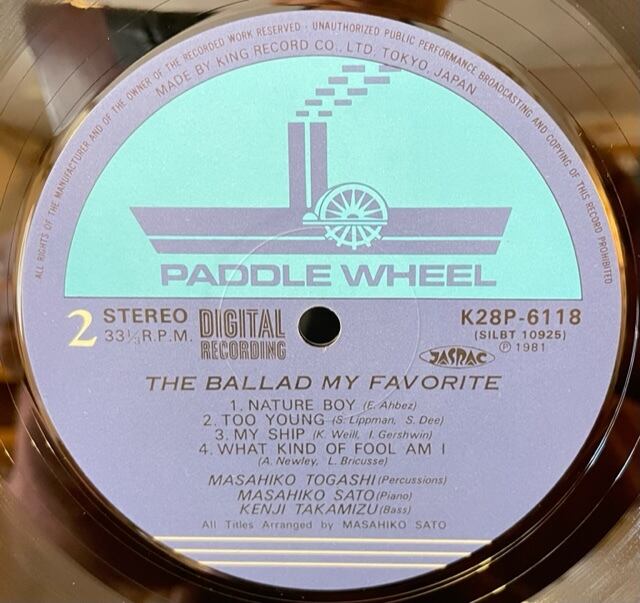 ALL RIGHTS OF THE MANUFACTURER AND OF THE OWNER OF THE RECORDED WORK RESERVED · UNAUTHORIZED PUBLIC PERFORMANCE BROADCASTING AND COPYING OF THIS RECORD PROHIBITED
MADE BY KING RECORD CO., LTD. TOKYO, JAPAN
PADDLE WHEEL
2 STEREO
33⅓ R.P.M.
DIGITAL
RECORDING
K28P-6118
(SILBT 10925)
Ⓟ 1981
JASRAC
THE BALLAD MY FAVORITE
1. NATURE BOY (E. Ahbez)
2. TOO YOUNG (S. Lippman, S. Dee)
3. MY SHIP (K. Weill, I. Gershwin)
4. WHAT KIND OF FOOL AM I
(A. Newley, L. Bricusse)
MASAHIKO TOGASHI (Percussions)
MASAHIKO SATO (Piano)
KENJI TAKAMIZU (Bass)
All Titles Arranged by MASAHIKO SATO